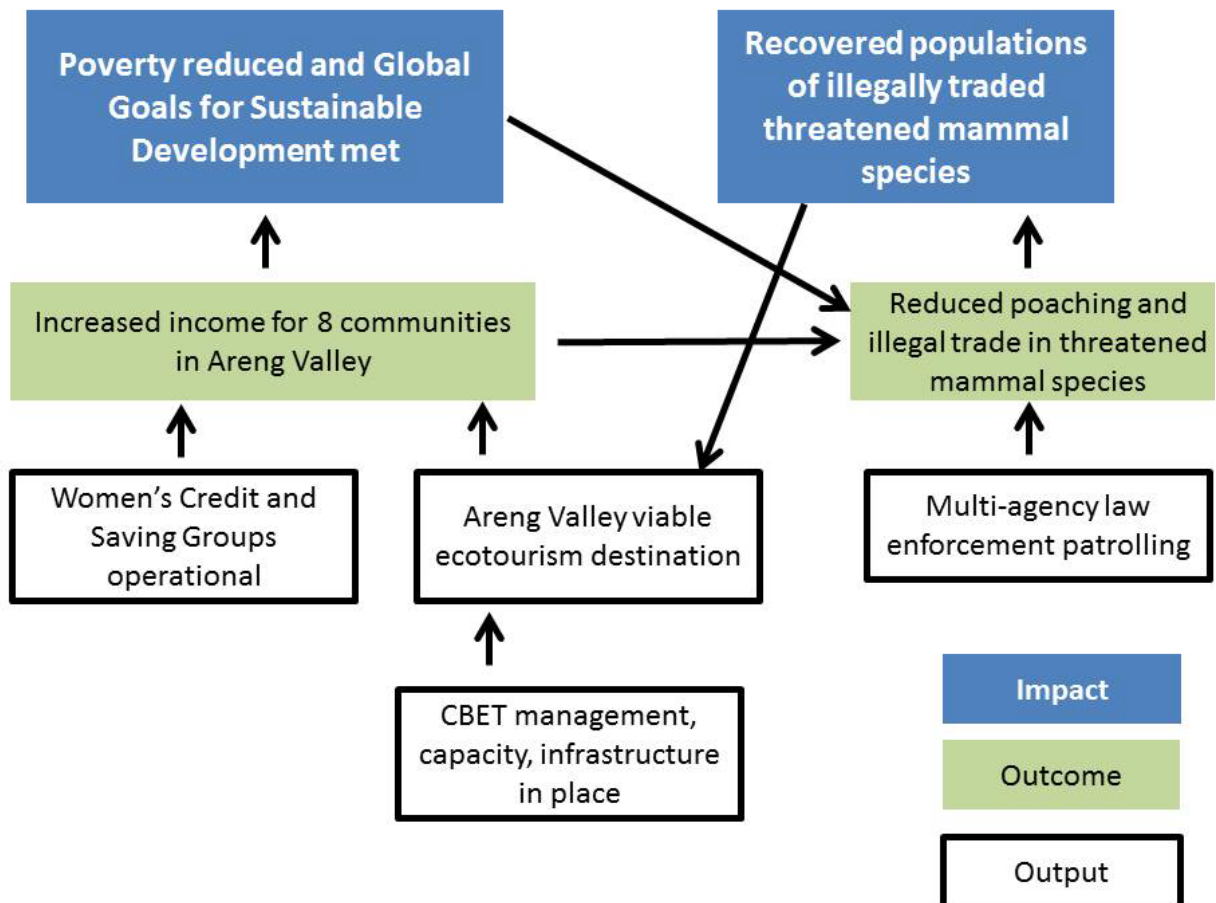 Poverty reduced and Global
Goals for Sustainable
Development met
Recovered populations
of illegally traded
threatened mammal
species
Increased income for 8 communities
in Areng Valley
Reduced poaching and
illegal trade in threatened
mammal species
Women’s Credit and
Saving Groups
operational
Areng Valley viable
ecotourism destination
Multi-agency law
enforcement patrolling
CBET management,
capacity, infrastructure
in place
Impact
Outcome
Output